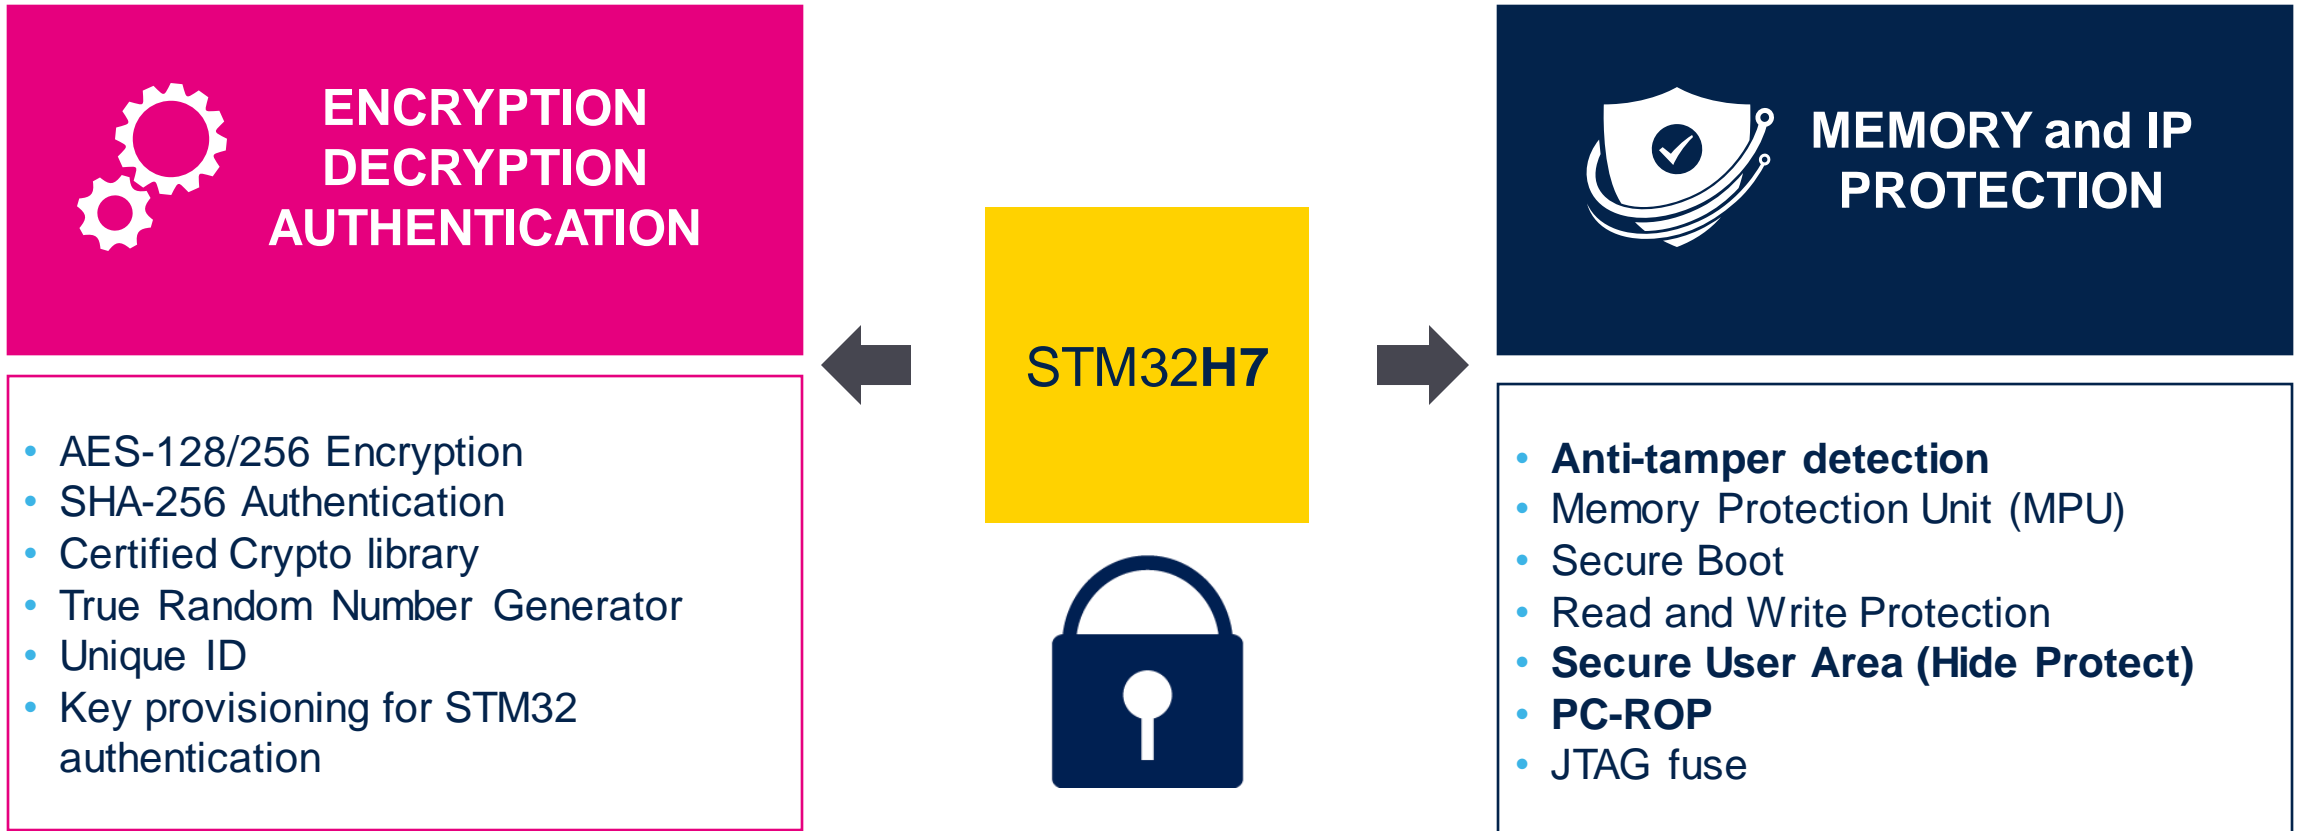 ENCRYPTION
DECRYPTION
AUTHENTICATION
• AES-128/256 Encryption
• SHA-256 Authentication
• Certified Crypto library
• True Random Number Generator
• Unique ID
• Key provisioning for STM32
authentication
STM32H7
MEMORY and IP
PROTECTION
• Anti-tamper detection
• Memory Protection Unit (MPU)
• Secure Boot
• Read and Write Protection
• Secure User Area (Hide Protect)
• PC-ROP
• JTAG fuse